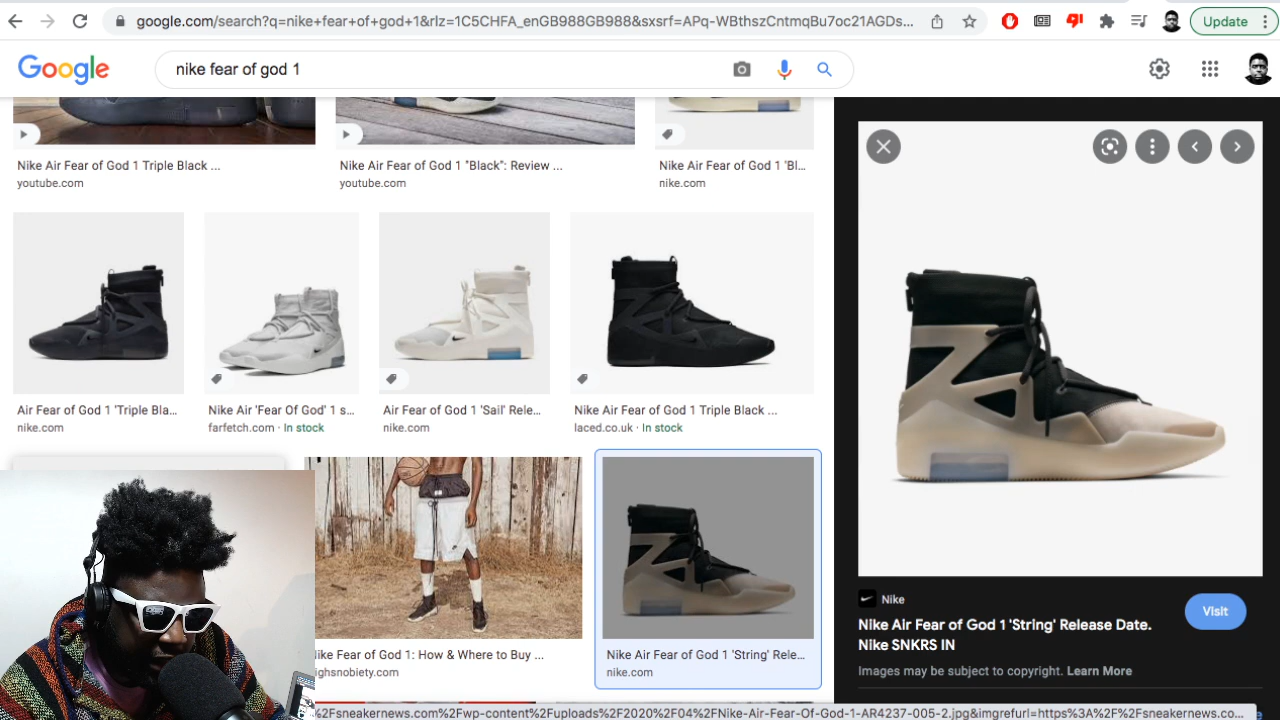 google.com/search?q=nike+fear+of+god+1&rlz=1C5CHFA_enGB988GB988&sxsrf=APq-WBthszCntmqBu7oc21AGDs...
Update
Google
nike fear of god 1
Nike Air Fear of God 1 Triple Black ...
youtube.com
Nike Air Fear of God 1 "Black": Review ...
youtube.com
Nike Air Fear of God 1 'Bl...
nike.com
Air Fear of God 1 'Triple Bla...
nike.com
Nike Air 'Fear Of God' 1 s...
farfetch.com · In stock
Air Fear of God 1 'Sail' Rele...
nike.com
Nike Air Fear of God 1 Triple Black ...
laced.co.uk · In stock
ike Fear of God 1: How & Where to Buy ...
ighsnobiety.com
Nike Air Fear of God 1 'String' Rele...
nike.com
Nike
Visit
Nike Air Fear of God 1 'String' Release Date.
Nike SNKRS IN
Images may be subject to copyright. Learn More
%2Fsneakernews.com%2Fwp-content%2Fuploads%2F2020%2F04%2FNike-Air-Fear-Of-God-1-AR4237-005-2.jpg&imgrefurl=https%3A%2F%2Fsneakernews.co...